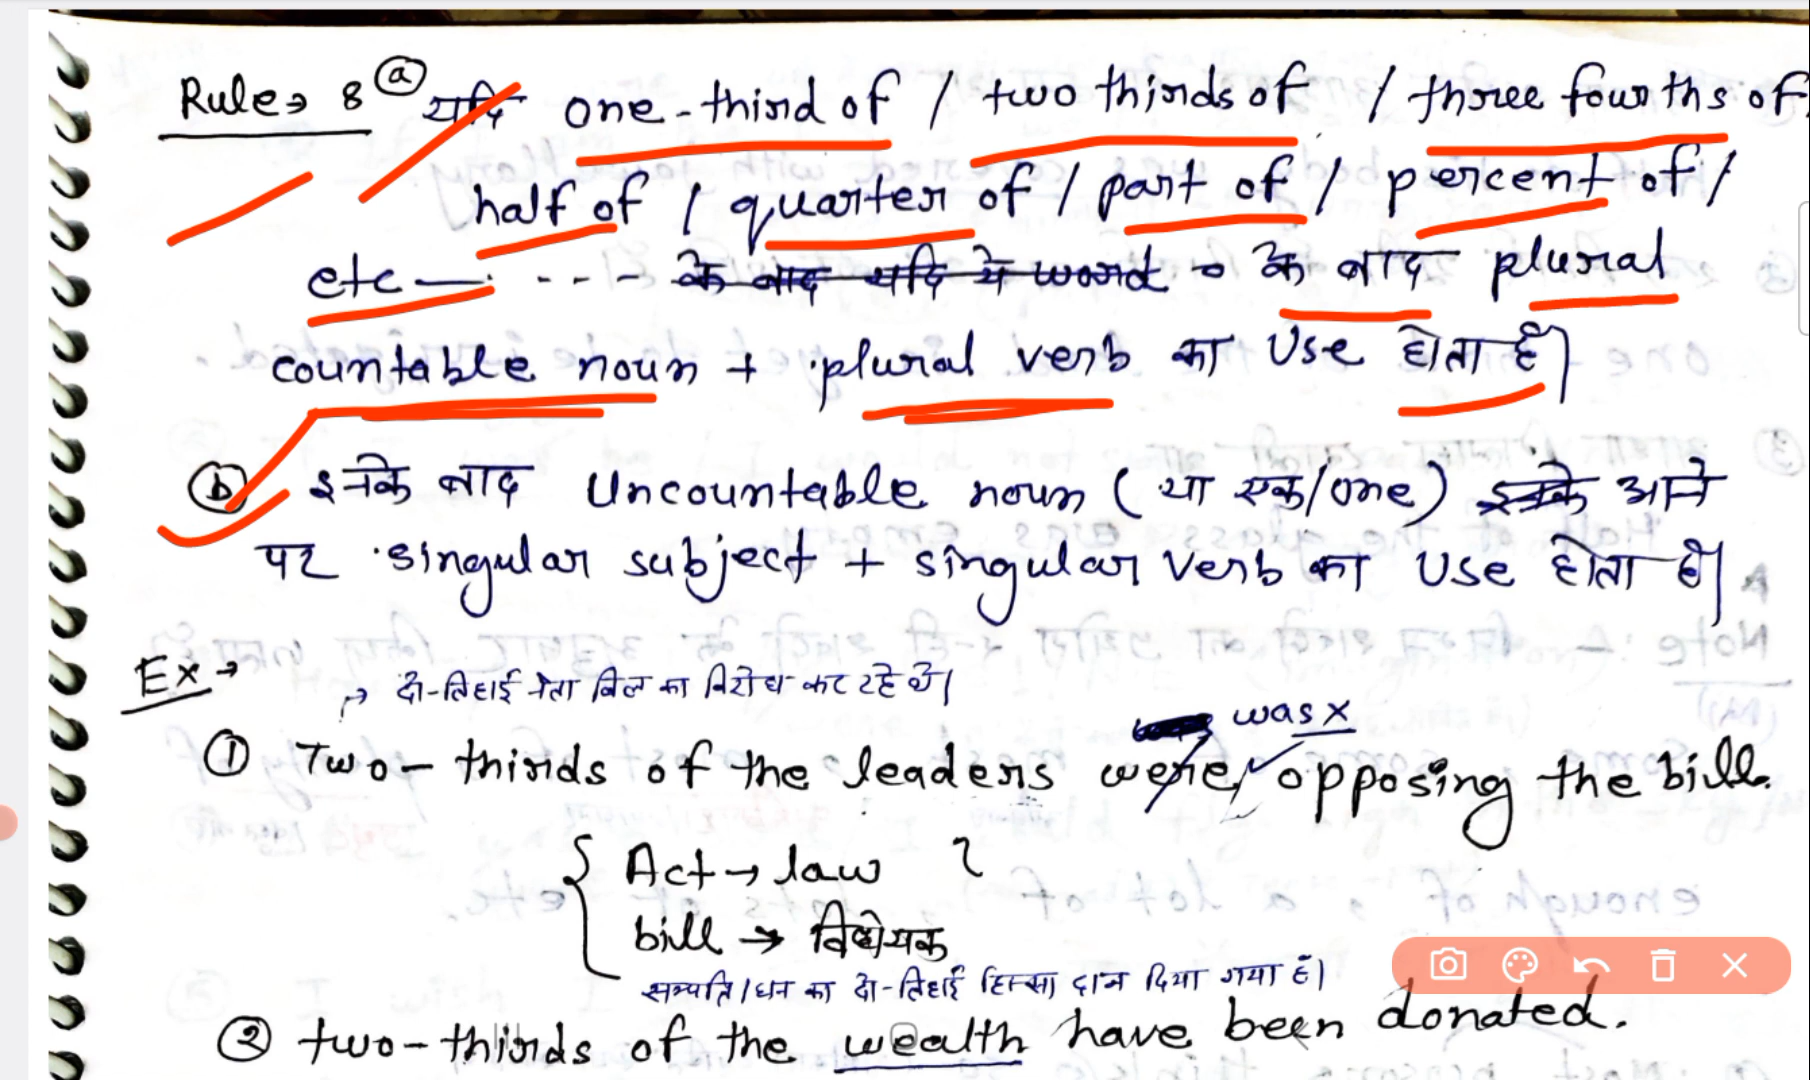 Rule→ 8 (a) यदि one-third of / two thirds of / three fourths of
half of / quarter of / part of / percent of /
etc — - - - के बाद यदि ये word - के बाद plural
countable noun + plural verb का use होता है।
(b) इनके बाद Uncountable noun (या एक/one) इनके आने
पर singular subject + singular verb का use होता है।
Ex →
→ दो-तिहाई नेता बिल का विरोध कर रहे थे।
was x
① Two-thirds of the leaders were opposing the bill.
{ Act → law }
bill → विधेयक
सम्पत्ति/धन का दो-तिहाई हिस्सा दान दिया गया है।
② two-thirds of the wealth have been donated.